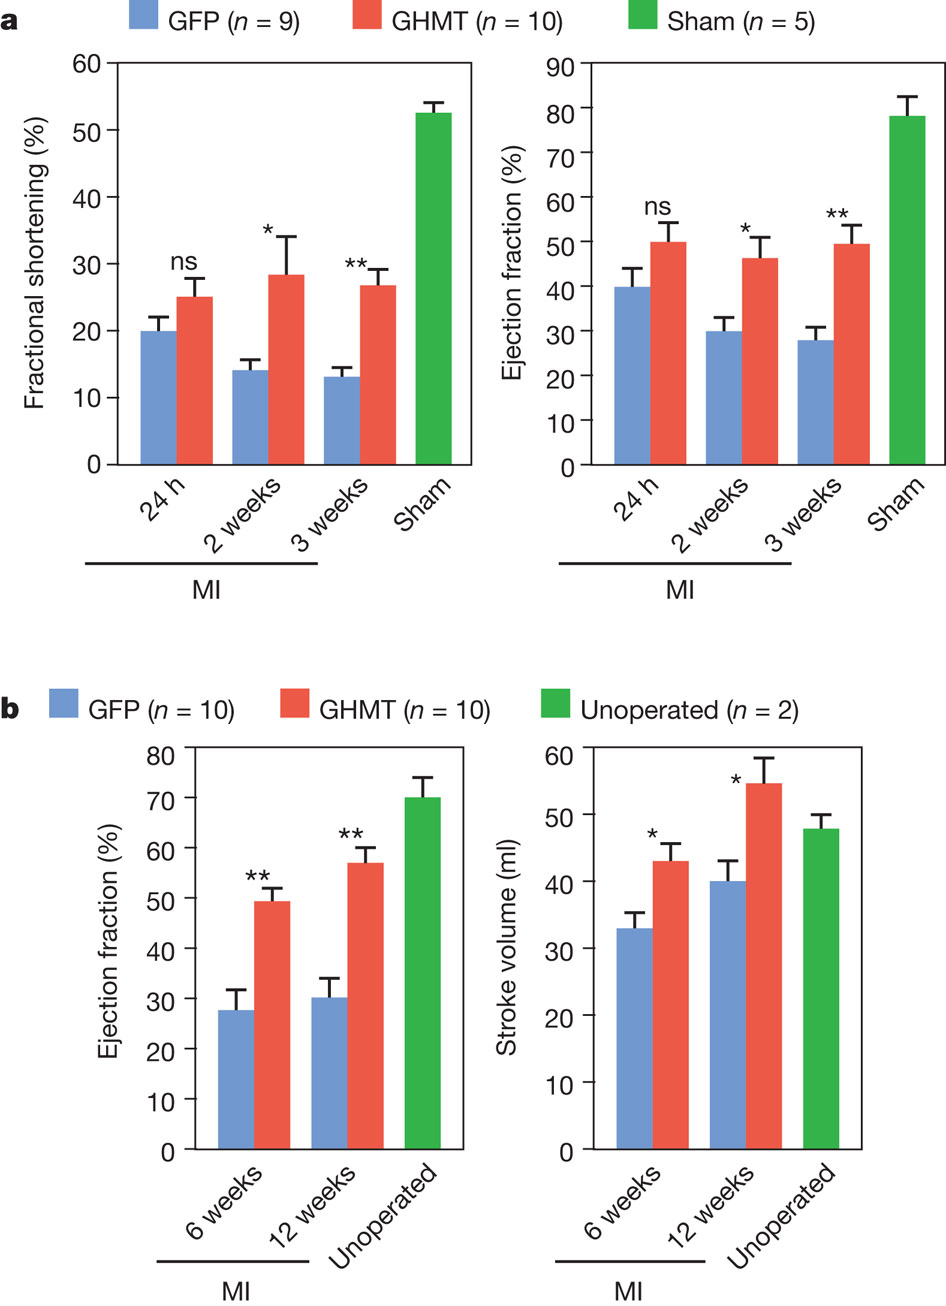 a
GFP (n = 9) GHMT (n = 10) Sham (n = 5)
Fractional shortening (%)
60
50
40
30
20
10
0
ns
*
**
24 h
2 weeks
3 weeks
Sham
MI
Ejection fraction (%)
90
80
70
60
50
40
30
20
10
0
ns
*
**
24 h
2 weeks
3 weeks
Sham
MI
b
GFP (n = 10) GHMT (n = 10) Unoperated (n = 2)
Ejection fraction (%)
80
70
60
50
40
30
20
10
0
**
**
6 weeks
12 weeks
Unoperated
MI
Stroke volume (ml)
60
50
40
30
20
10
0
*
*
6 weeks
12 weeks
Unoperated
MI